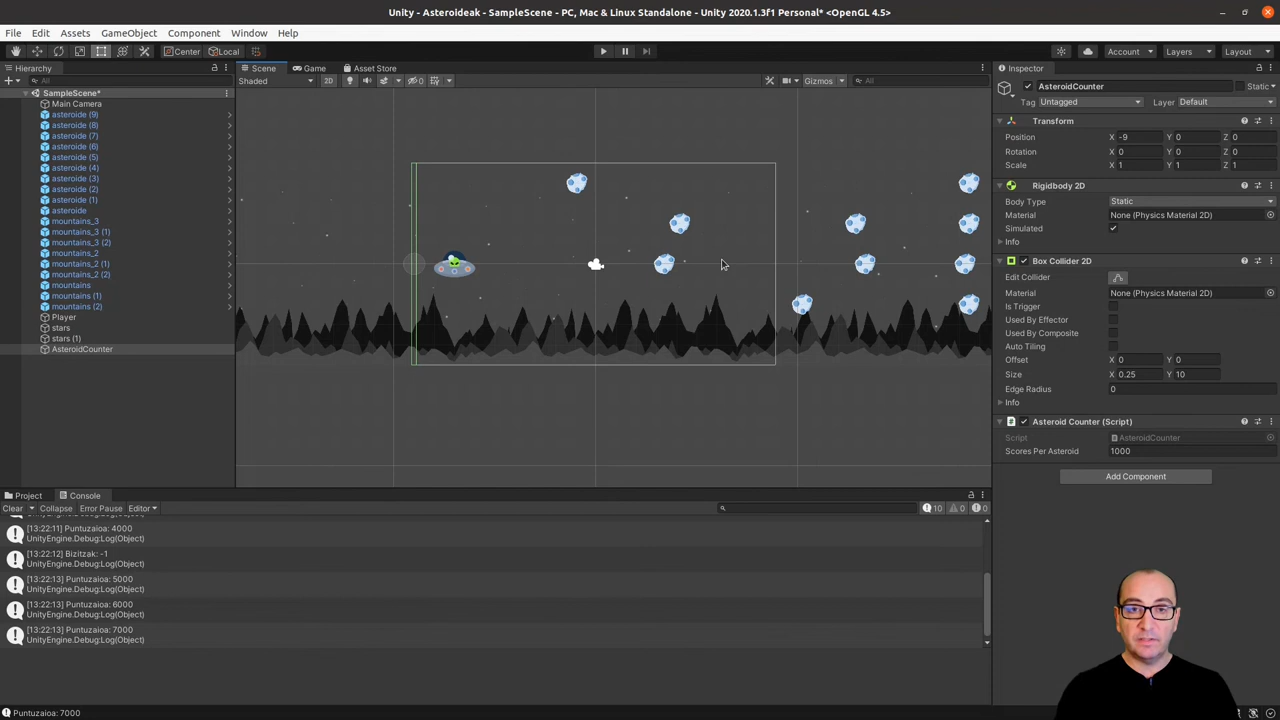 Unity - Asteroideak - SampleScene - PC, Mac & Linux Standalone - Unity 2020.1.3f1 Personal* <OpenGL 4.5>
File Edit Assets GameObject Component Window Help
Center Local Account Layers Layout
Hierarchy
All
SampleScene*
Main Camera
asteroide (9)
asteroide (8)
asteroide (7)
asteroide (6)
asteroide (5)
asteroide (4)
asteroide (3)
asteroide (2)
asteroide (1)
asteroide
mountains_3
mountains_3 (1)
mountains_3 (2)
mountains_2
mountains_2 (1)
mountains_2 (2)
mountains
mountains (1)
mountains (2)
Player
stars
stars (1)
AsteroidCounter
Scene Game Asset Store
Shaded 2D 0 Gizmos All
Inspector
AsteroidCounter Static
Tag Untagged Layer Default
Transform
Position X -9 Y 0 Z 0
Rotation X 0 Y 0 Z 0
Scale X 1 Y 1 Z 1
Rigidbody 2D
Body Type Static
Material None (Physics Material 2D)
Simulated
Info
Box Collider 2D
Edit Collider
Material None (Physics Material 2D)
Is Trigger
Used By Effector
Used By Composite
Auto Tiling
Offset X 0 Y 0
Size X 0.25 Y 10
Edge Radius 0
Info
Asteroid Counter (Script)
Script AsteroidCounter
Scores Per Asteroid 1000
Add Component
Project Console
Clear Collapse Error Pause Editor 10 0 0
[13:22:11] Puntuzaioa: 4000
UnityEngine.Debug:Log(Object)
[13:22:12] Bizitzak: -1
UnityEngine.Debug:Log(Object)
[13:22:13] Puntuzaioa: 5000
UnityEngine.Debug:Log(Object)
[13:22:13] Puntuzaioa: 6000
UnityEngine.Debug:Log(Object)
[13:22:13] Puntuzaioa: 7000
UnityEngine.Debug:Log(Object)
Puntuzaioa: 7000